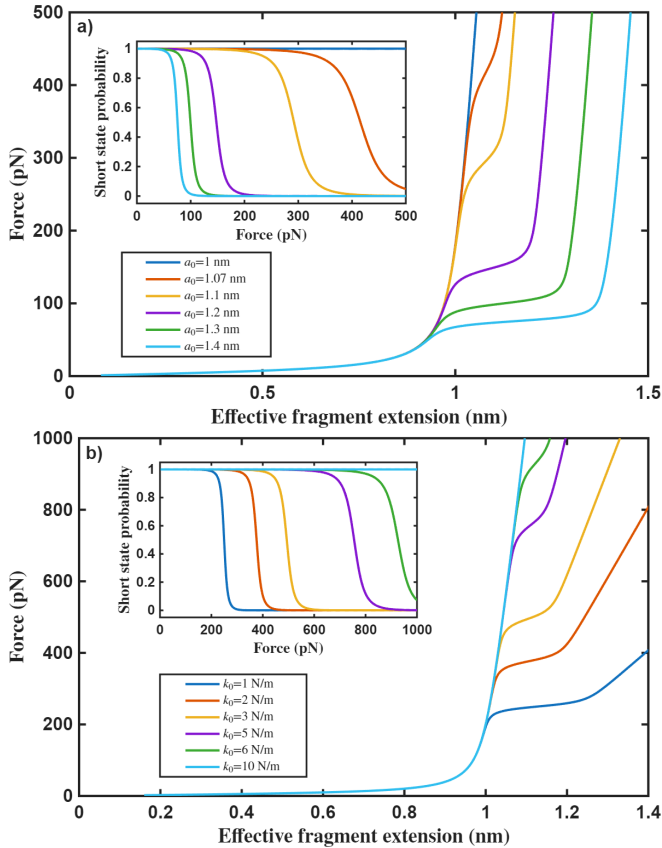 a)
Force (pN)
500
400
300
200
100
0
Short state probability
1
0.8
0.6
0.4
0.2
0
0 100 200 300 400 500
Force (pN)
a₀=1 nm
a₀=1.07 nm
a₀=1.1 nm
a₀=1.2 nm
a₀=1.3 nm
a₀=1.4 nm
0 0.5 1 1.5
Effective fragment extension (nm)
b)
Force (pN)
1000
800
600
400
200
0
Short state probability
1
0.8
0.6
0.4
0.2
0
0 200 400 600 800 1000
Force (pN)
k₀=1 N/m
k₀=2 N/m
k₀=3 N/m
k₀=5 N/m
k₀=6 N/m
k₀=10 N/m
0 0.2 0.4 0.6 0.8 1 1.2 1.4
Effective fragment extension (nm)